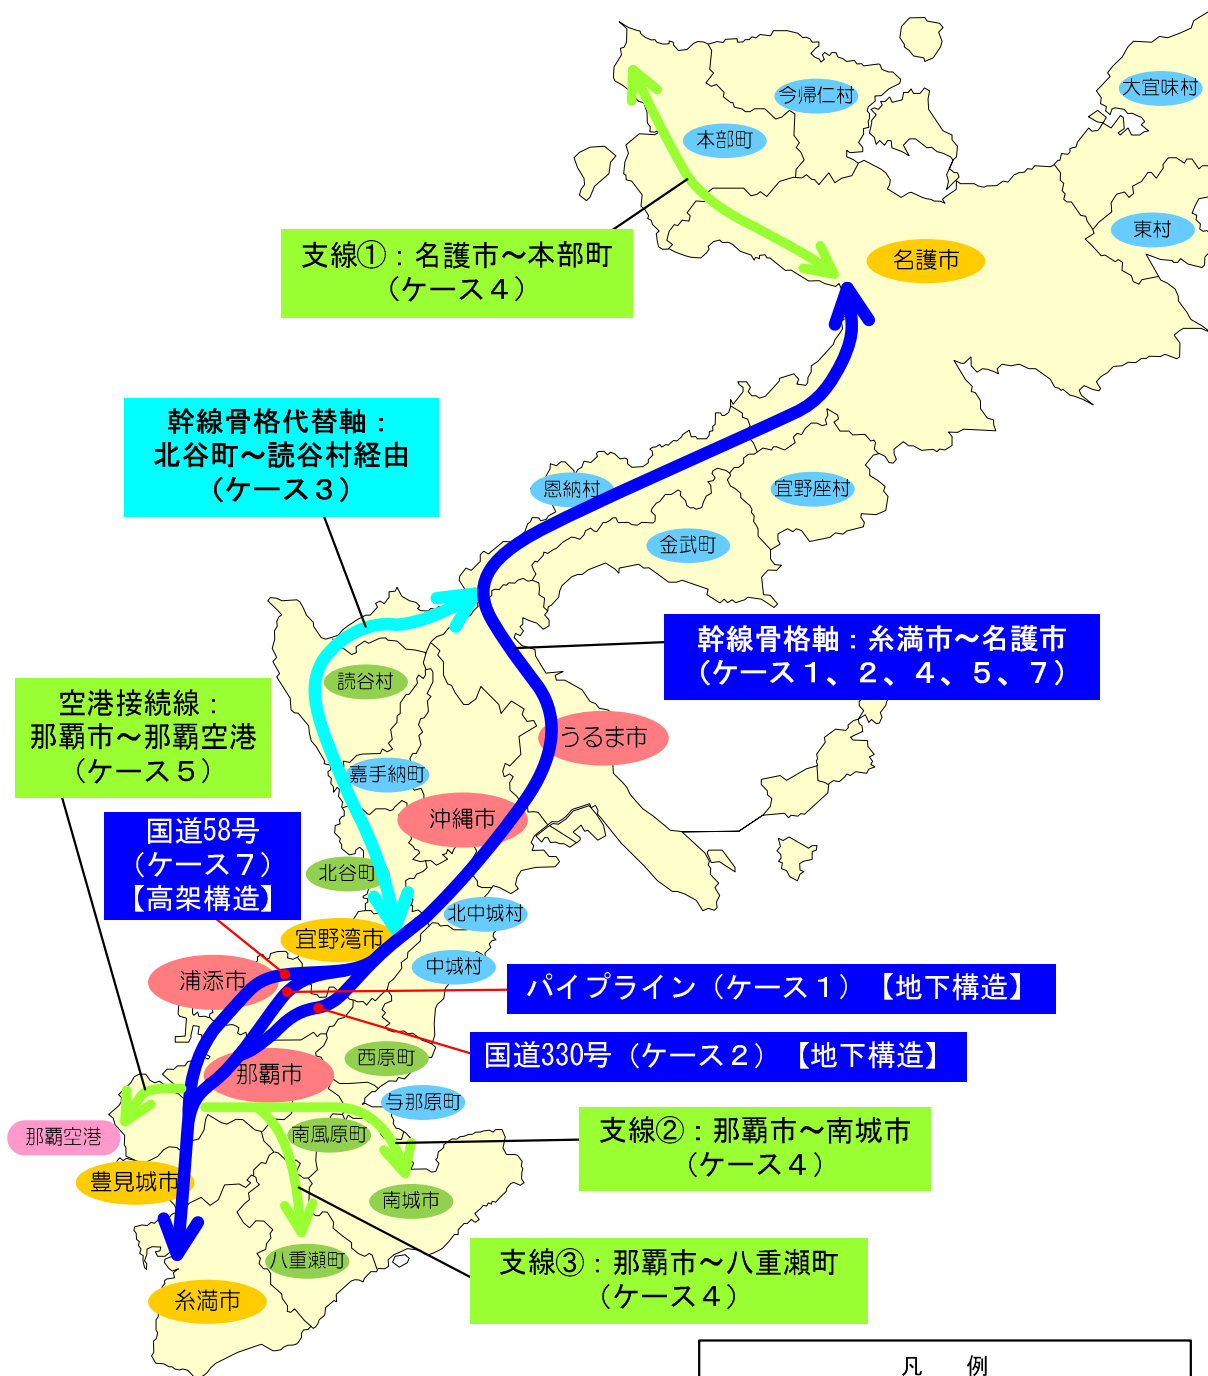 大宜味村
今帰仁村
本部町
東村
支線①：名護市～本部町
（ケース４）
名護市
幹線骨格代替軸：
北谷町～読谷村経由
（ケース３）
恩納村
宜野座村
金武町
幹線骨格軸：糸満市～名護市
（ケース１、２、４、５、７）
読谷村
空港接続線：
那覇市～那覇空港
（ケース５）
うるま市
嘉手納町
沖縄市
国道58号
（ケース７）
【高架構造】
北谷町
北中城村
宜野湾市
中城村
浦添市
パイプライン（ケース１）【地下構造】
国道330号（ケース２）【地下構造】
西原町
那覇市
与那原町
那覇空港
南風原町
支線②：那覇市～南城市
（ケース４）
豊見城市
南城市
八重瀬町
支線③：那覇市～八重瀬町
（ケース４）
糸満市
凡　例